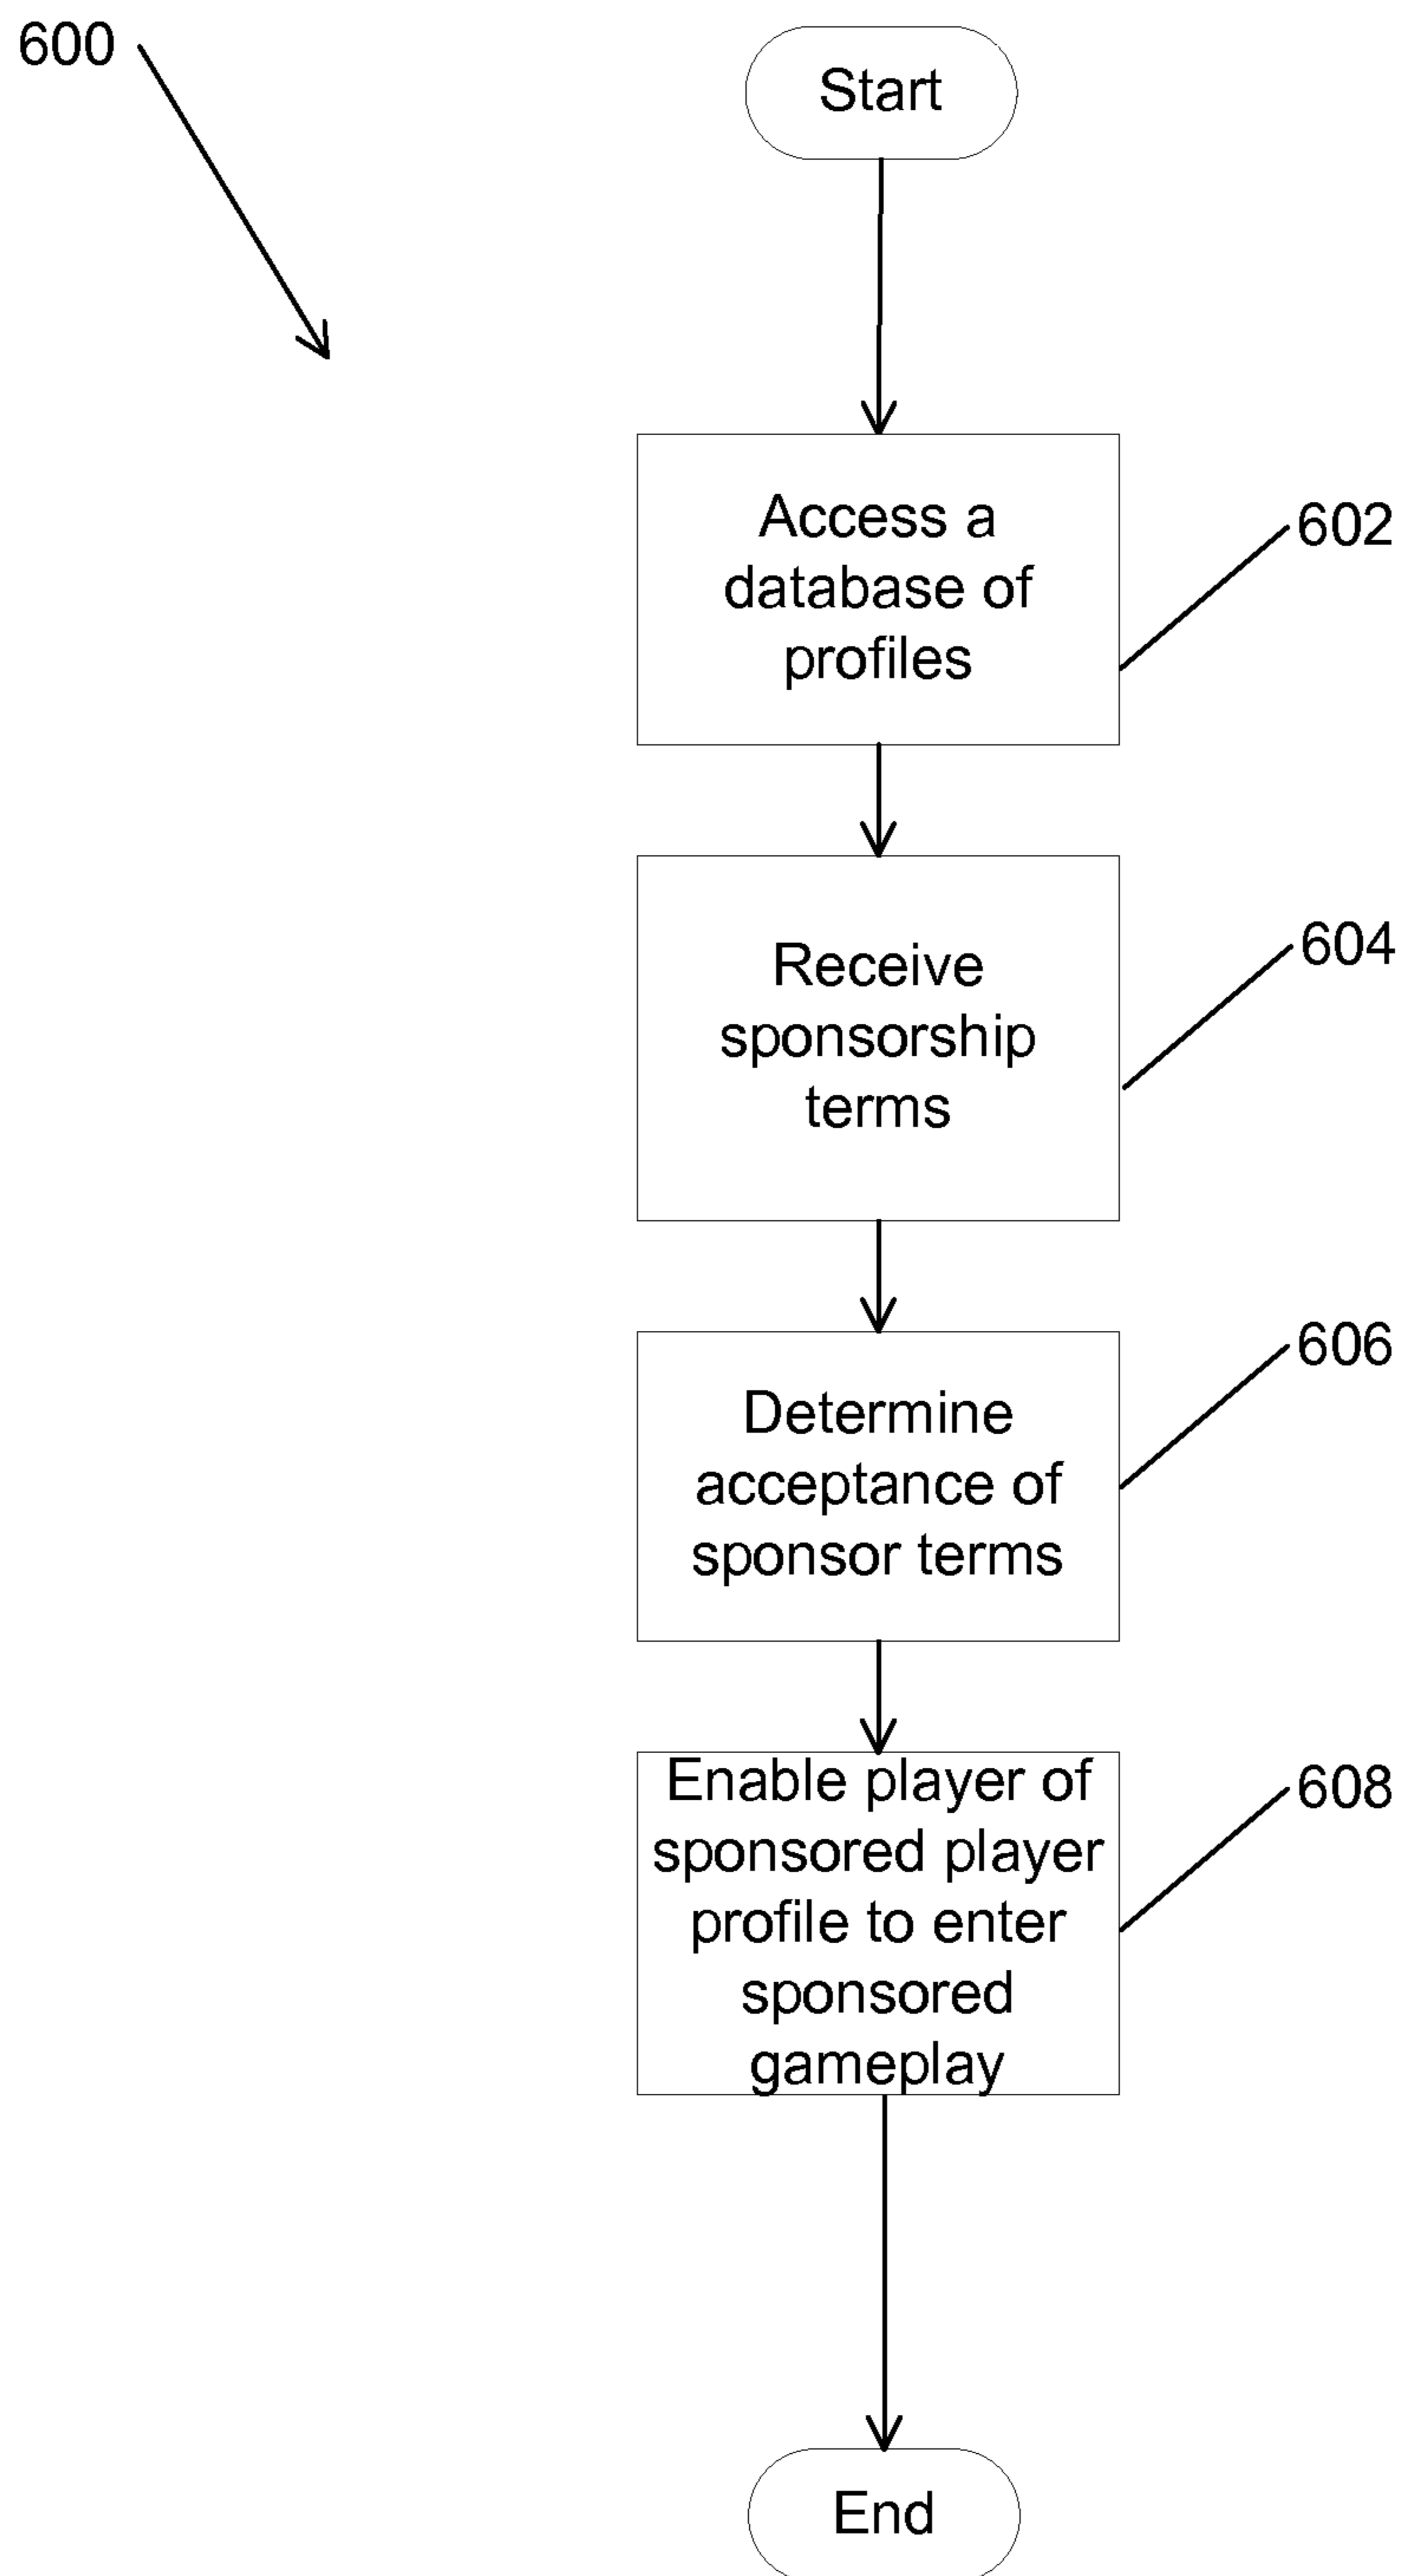 600
Start
Access a
database of
profiles
602
Receive
sponsorship
terms
604
Determine
acceptance of
sponsor terms
606
Enable player of
sponsored player
profile to enter
sponsored
gameplay
608
End